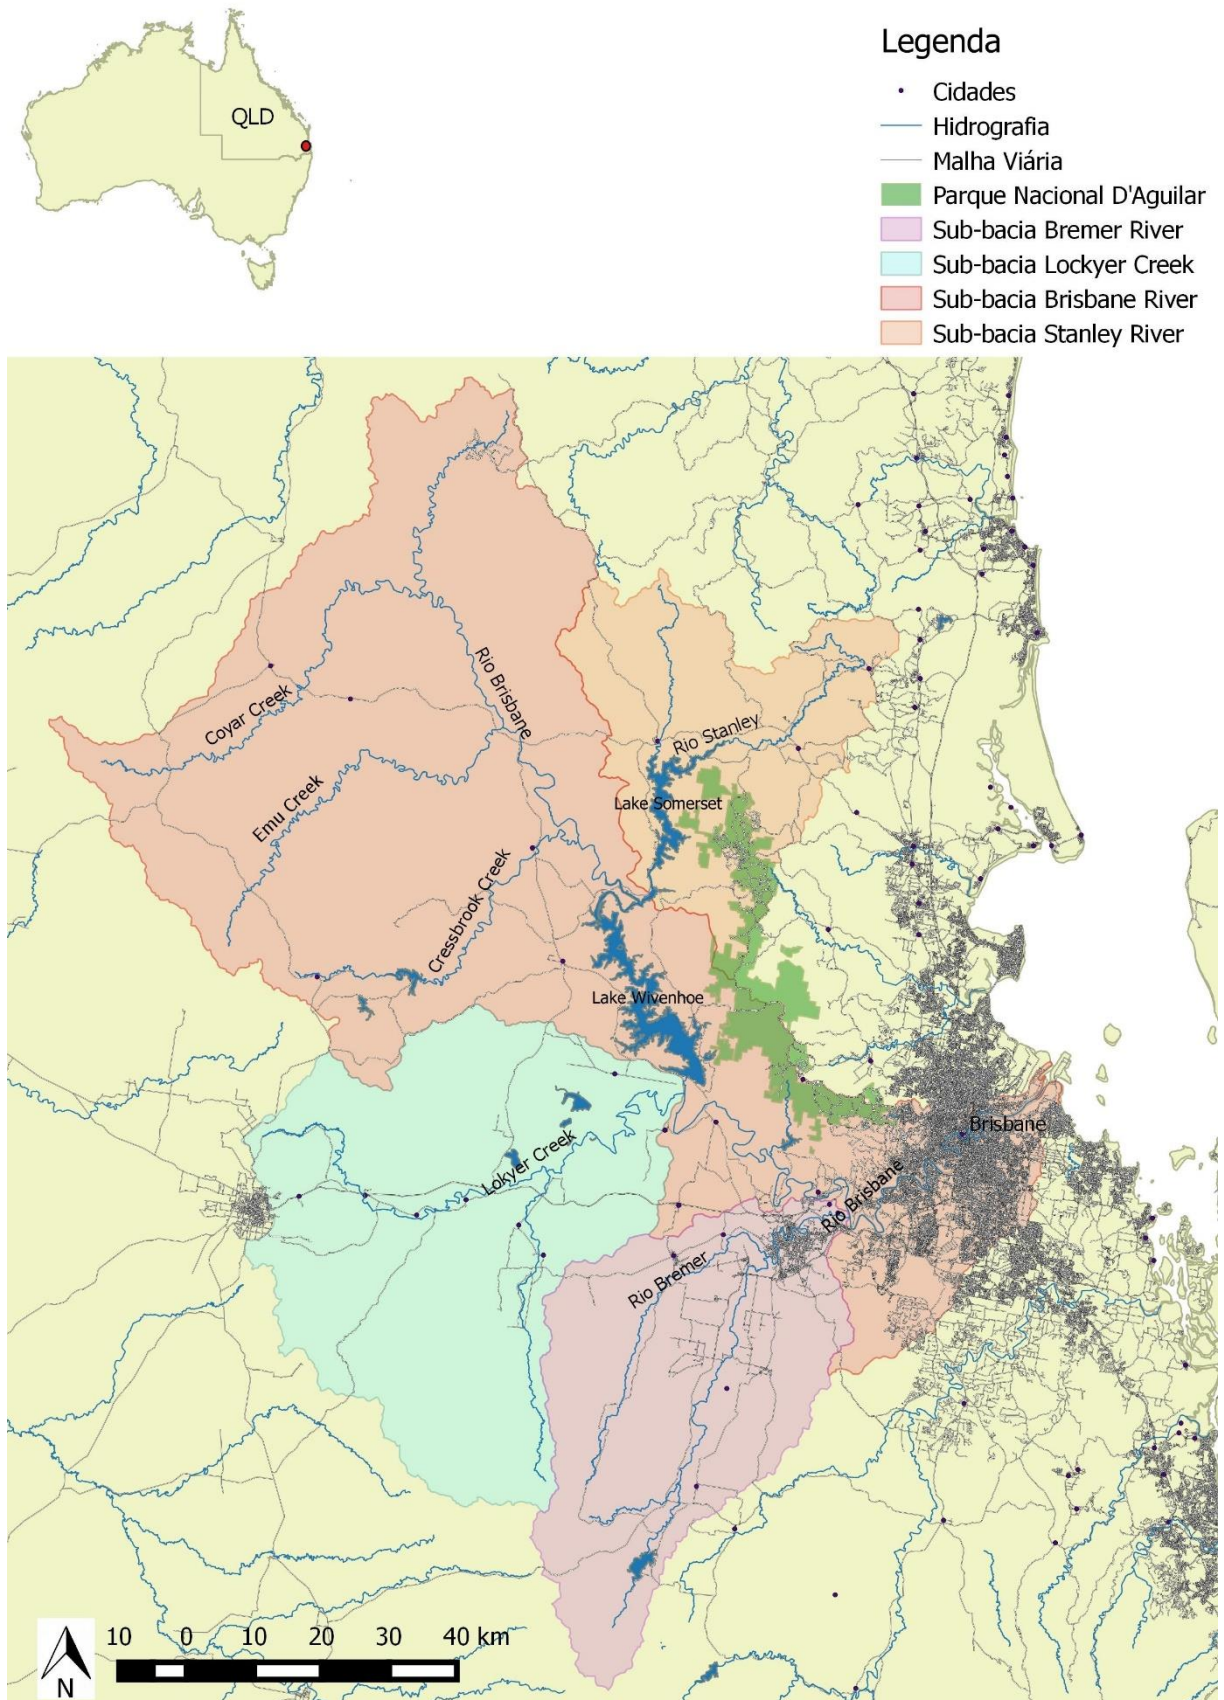 QLD
Legenda
Cidades
Hidrografia
Malha Viária
Parque Nacional D'Aguilar
Sub-bacia Bremer River
Sub-bacia Lockyer Creek
Sub-bacia Brisbane River
Sub-bacia Stanley River
Rio Brisbane
Coyar Creek
Rio Stanley
Emu Creek
Lake Somerset
Cressbrook Creek
Lake Wivenhoe
Brisbane
Lokyer Creek
Rio Brisbane
Rio Bremer
10 0 10 20 30 40 km
N